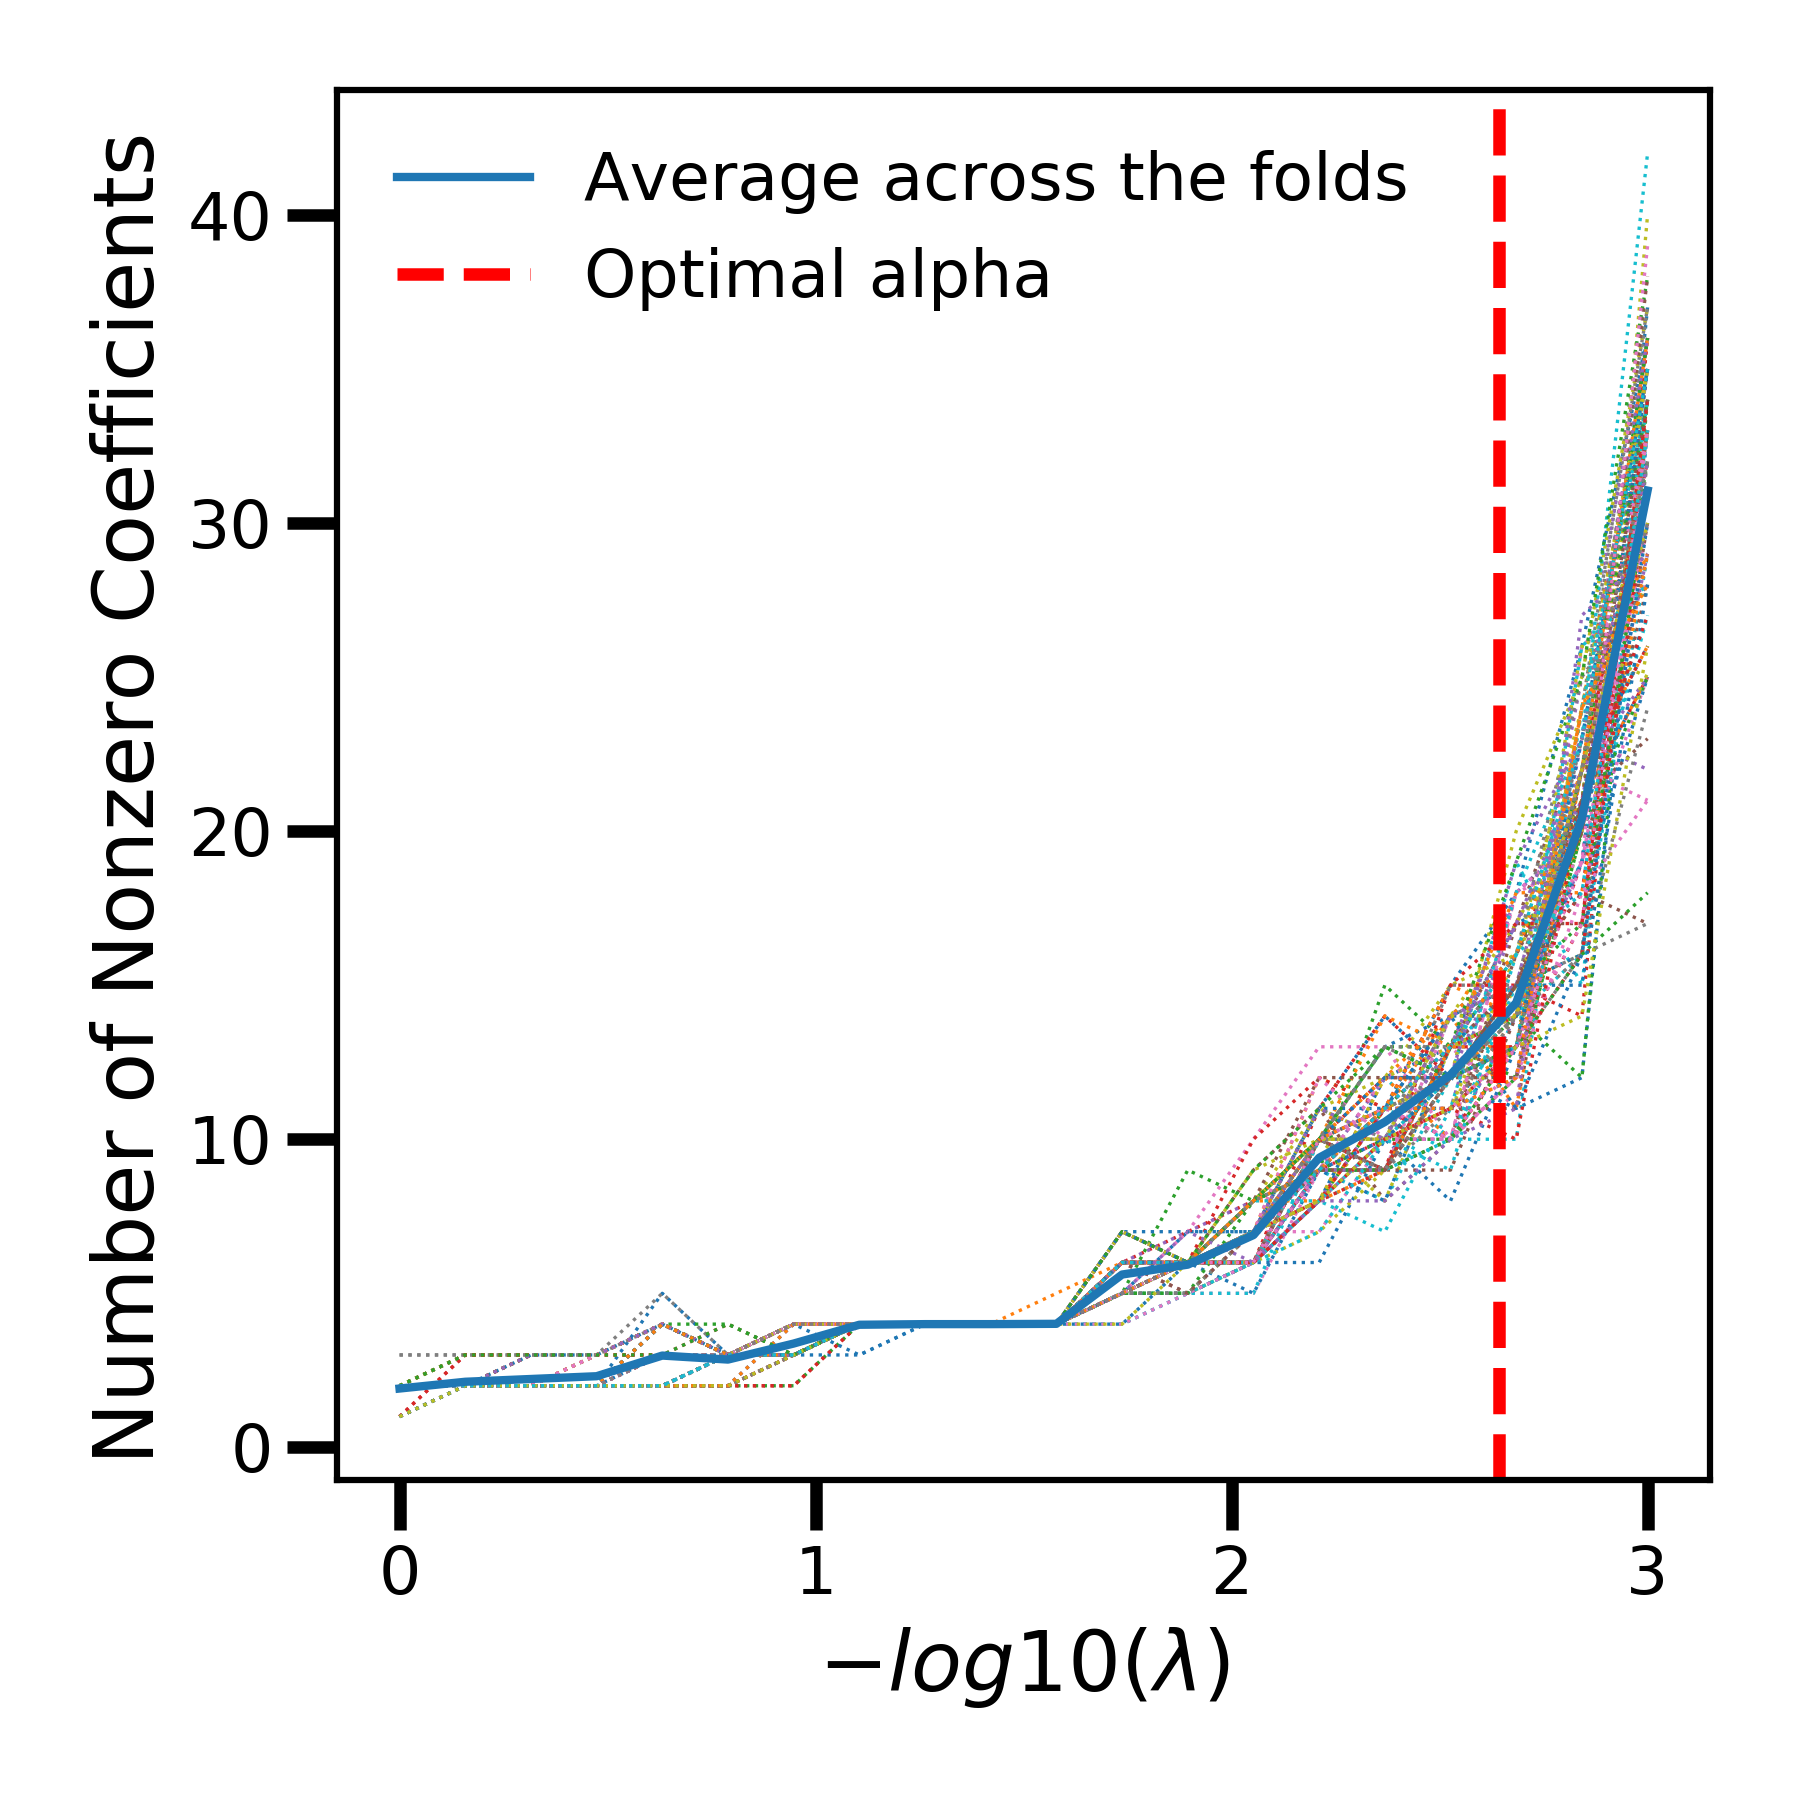 Number of Nonzero Coefficients
40
30
20
10
0
Average across the folds
Optimal alpha
0 1 2 3
−log10(λ)